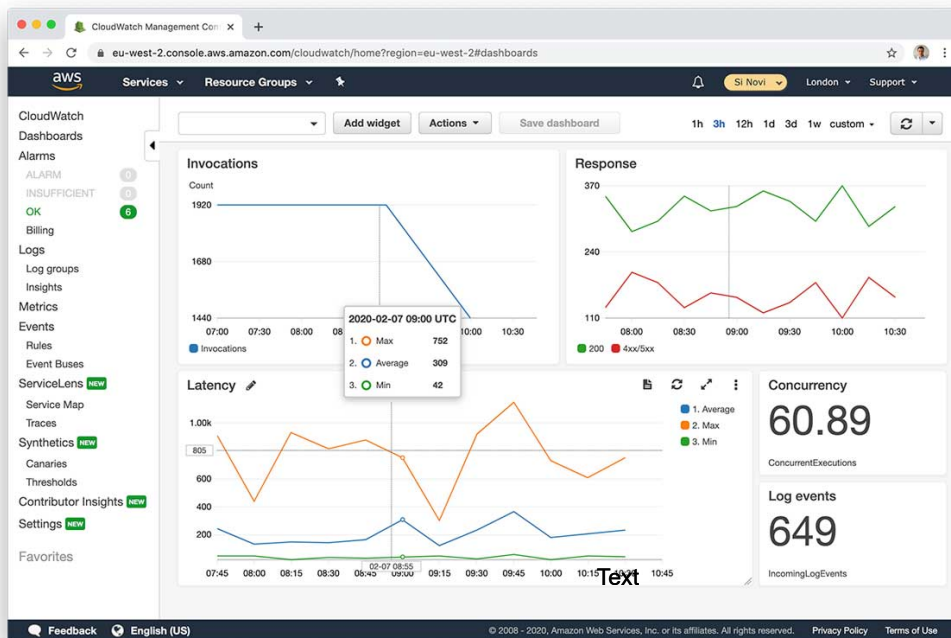 CloudWatch Management Con
eu-west-2.console.aws.amazon.com/cloudwatch/home?region=eu-west-2#dashboards
aws Services Resource Groups Si Novi London Support
CloudWatch
Dashboards
Alarms
ALARM 0
INSUFFICIENT 0
OK 6
Billing
Logs
Log groups
Insights
Metrics
Events
Rules
Event Buses
ServiceLens NEW
Service Map
Traces
Synthetics NEW
Canaries
Thresholds
Contributor Insights NEW
Settings NEW
Favorites
Add widget Actions Save dashboard 1h 3h 12h 1d 3d 1w custom
Invocations
Count
1920
1680
1440
07:00 07:30 08:00 08 10:00 10:30
Invocations
2020-02-07 09:00 UTC
1. Max 752
2. Average 309
3. Min 42
Response
370
240
110
08:00 08:30 09:00 09:30 10:00 10:30
200 4xx/5xx
Latency
1.00k
805
600
400
200
1. Average
2. Max
3. Min
02-07 08:55
07:45 08:00 08:15 08:30 08:45 09:00 09:15 09:30 09:45 10:00 10:15 10:45
Text
Concurrency
60.89
ConcurrentExecutions
Log events
649
IncomingLogEvents
Feedback English (US) © 2008 - 2020, Amazon Web Services, Inc. or its affiliates. All rights reserved. Privacy Policy Terms of Use